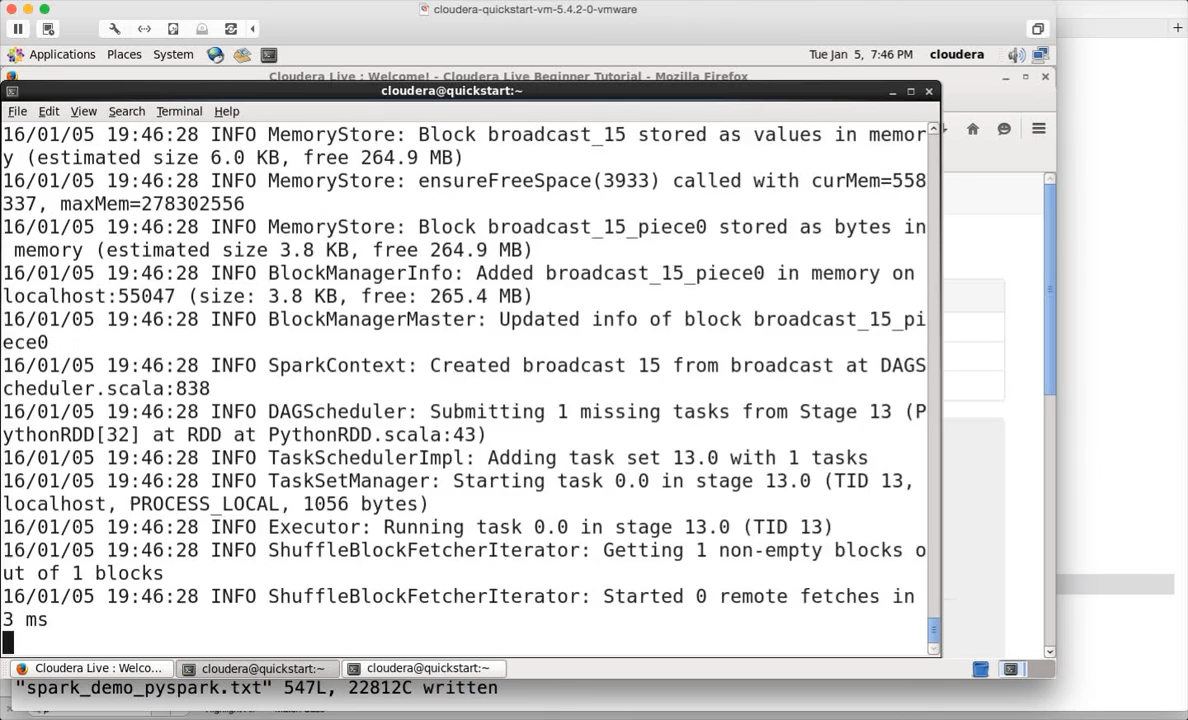 cloudera-quickstart-vm-5.4.2-0-vmware
Applications Places System Tue Jan 5, 7:46 PM cloudera
Cloudera Live : Welcome! - Cloudera Live Beginner Tutorial - Mozilla Firefox
cloudera@quickstart:~
File Edit View Search Terminal Help
16/01/05 19:46:28 INFO MemoryStore: Block broadcast_15 stored as values in memor
y (estimated size 6.0 KB, free 264.9 MB)
16/01/05 19:46:28 INFO MemoryStore: ensureFreeSpace(3933) called with curMem=558
337, maxMem=278302556
16/01/05 19:46:28 INFO MemoryStore: Block broadcast_15_piece0 stored as bytes in
memory (estimated size 3.8 KB, free 264.9 MB)
16/01/05 19:46:28 INFO BlockManagerInfo: Added broadcast_15_piece0 in memory on
localhost:55047 (size: 3.8 KB, free: 265.4 MB)
16/01/05 19:46:28 INFO BlockManagerMaster: Updated info of block broadcast_15_pi
ece0
16/01/05 19:46:28 INFO SparkContext: Created broadcast 15 from broadcast at DAGS
cheduler.scala:838
16/01/05 19:46:28 INFO DAGScheduler: Submitting 1 missing tasks from Stage 13 (P
ythonRDD[32] at RDD at PythonRDD.scala:43)
16/01/05 19:46:28 INFO TaskSchedulerImpl: Adding task set 13.0 with 1 tasks
16/01/05 19:46:28 INFO TaskSetManager: Starting task 0.0 in stage 13.0 (TID 13,
localhost, PROCESS_LOCAL, 1056 bytes)
16/01/05 19:46:28 INFO Executor: Running task 0.0 in stage 13.0 (TID 13)
16/01/05 19:46:28 INFO ShuffleBlockFetcherIterator: Getting 1 non-empty blocks o
ut of 1 blocks
16/01/05 19:46:28 INFO ShuffleBlockFetcherIterator: Started 0 remote fetches in
3 ms
Cloudera Live : Welco... cloudera@quickstart:~ cloudera@quickstart:~
"spark_demo_pyspark.txt" 547L, 22812C written